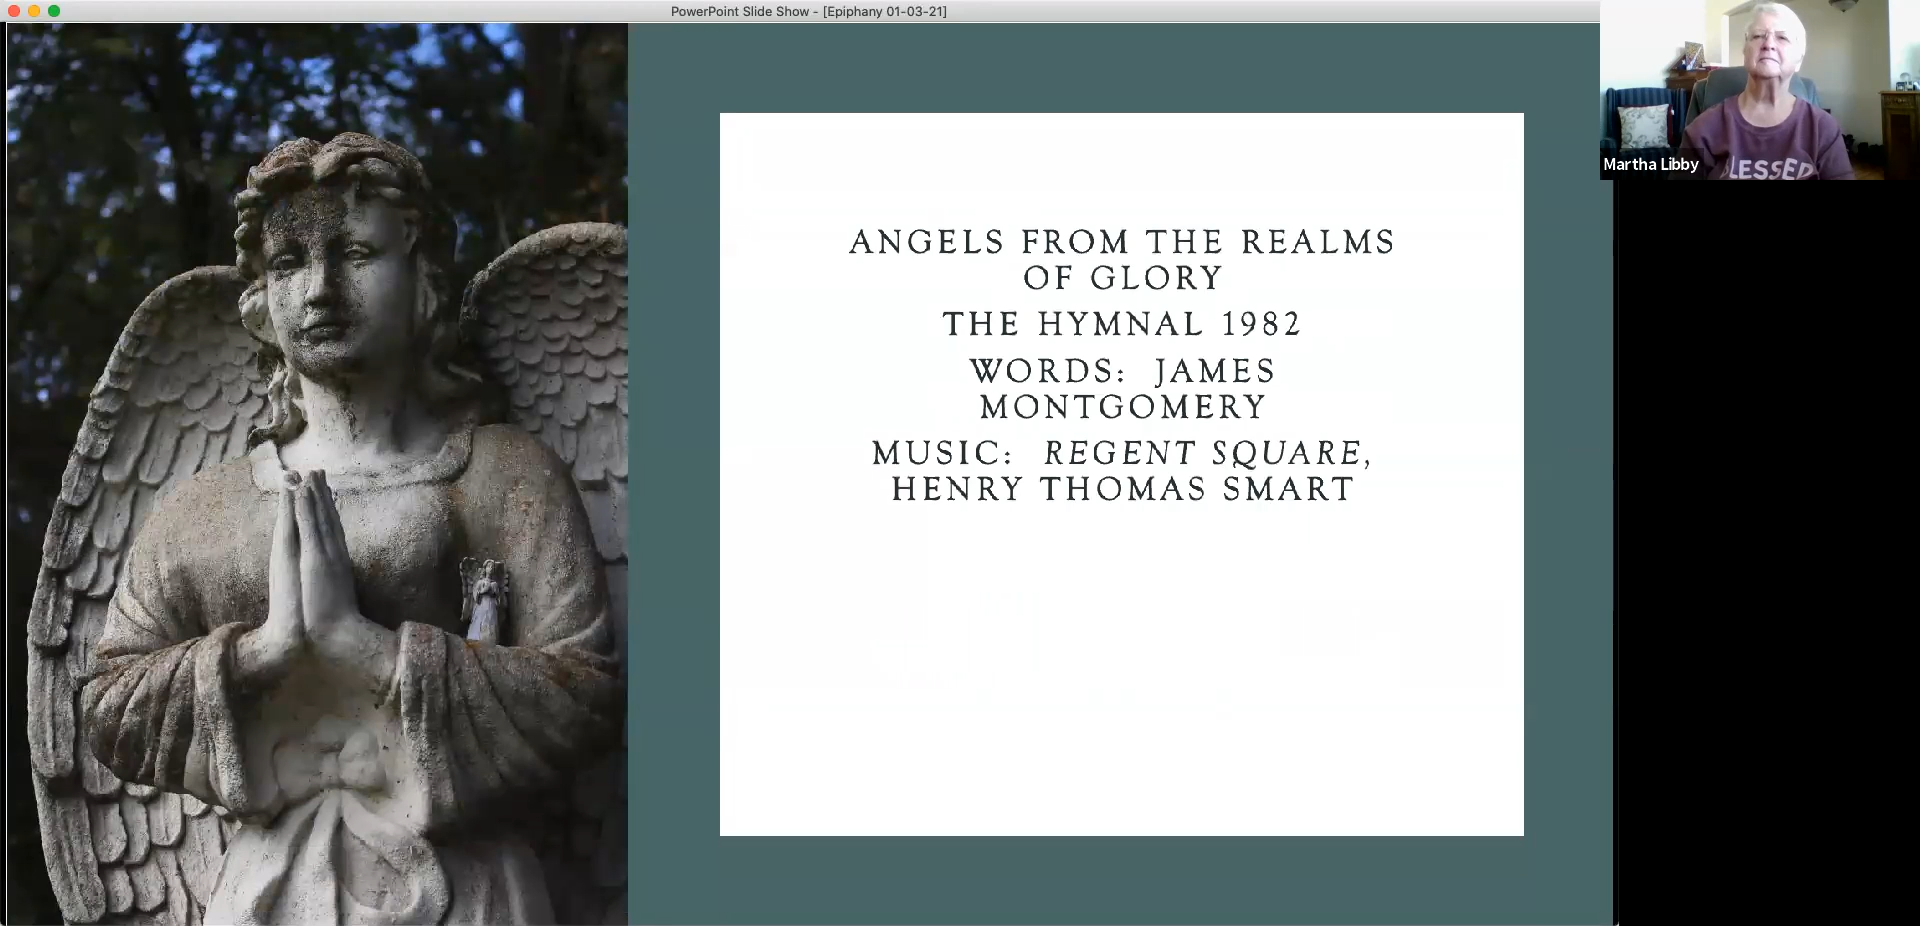 PowerPoint Slide Show - [Epiphany 01-03-21]
ANGELS FROM THE REALMS
OF GLORY
THE HYMNAL 1982
WORDS: JAMES
MONTGOMERY
MUSIC: REGENT SQUARE,
HENRY THOMAS SMART
Martha Libby
BLESSED